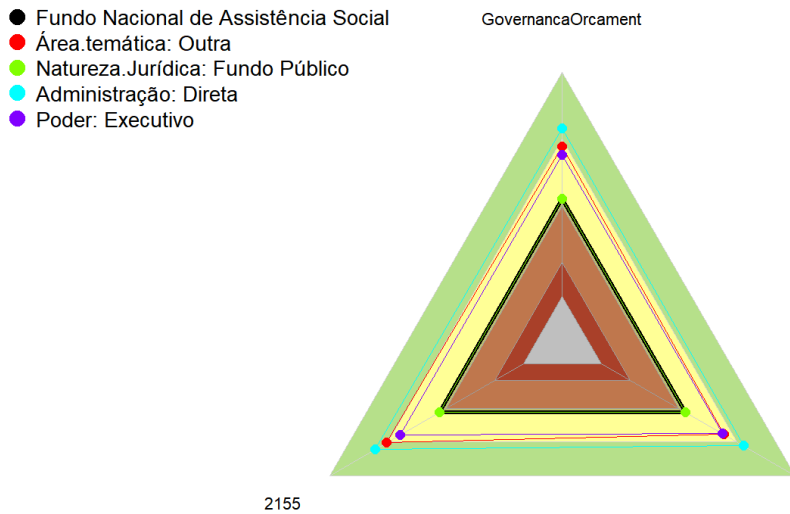 Fundo Nacional de Assistência Social
Área.temática: Outra
Natureza.Jurídica: Fundo Público
Administração: Direta
Poder: Executivo
GovernancaOrcament
2155